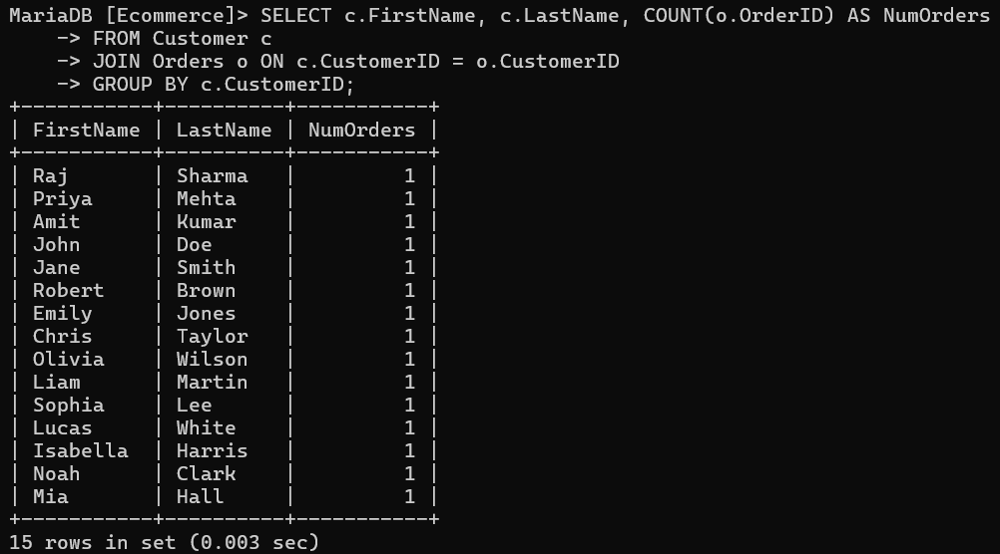 MariaDB [Ecommerce]> SELECT c.FirstName, c.LastName, COUNT(o.OrderID) AS NumOrders
    -> FROM Customer c
    -> JOIN Orders o ON c.CustomerID = o.CustomerID
    -> GROUP BY c.CustomerID;
+-----------+----------+-----------+
| FirstName | LastName | NumOrders |
+-----------+----------+-----------+
| Raj       | Sharma   |         1 |
| Priya     | Mehta    |         1 |
| Amit      | Kumar    |         1 |
| John      | Doe      |         1 |
| Jane      | Smith    |         1 |
| Robert    | Brown    |         1 |
| Emily     | Jones    |         1 |
| Chris     | Taylor   |         1 |
| Olivia    | Wilson   |         1 |
| Liam      | Martin   |         1 |
| Sophia    | Lee      |         1 |
| Lucas     | White    |         1 |
| Isabella  | Harris   |         1 |
| Noah      | Clark    |         1 |
| Mia       | Hall     |         1 |
+-----------+----------+-----------+
15 rows in set (0.003 sec)